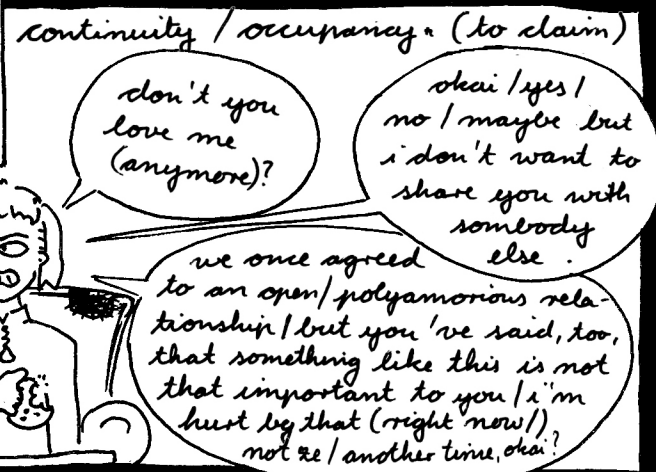 continuity / occupancy. (to claim)
don't you
love me
(anymore)?
okai / yes /
no / maybe but
i don't want to
share you with
sombody
else.
we once agreed
to an open / polyamorious rela-
tionship / but you've said, too,
that something like this is not
that important to you / i"m
hurt by that (right now/)
not ze / another time, okai?